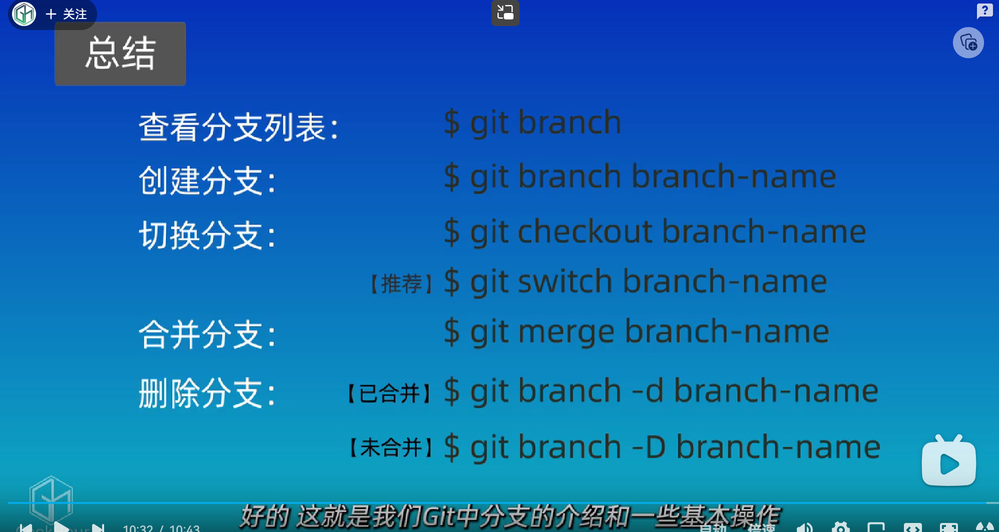 + 关注
?
总结
查看分支列表： $ git branch
创建分支： $ git branch branch-name
切换分支： $ git checkout branch-name
【推荐】 $ git switch branch-name
合并分支： $ git merge branch-name
删除分支： 【已合并】 $ git branch -d branch-name
【未合并】 $ git branch -D branch-name
好的 这就是我们Git中分支的介绍和一些基本操作
10:32 / 10:43 自动 倍速